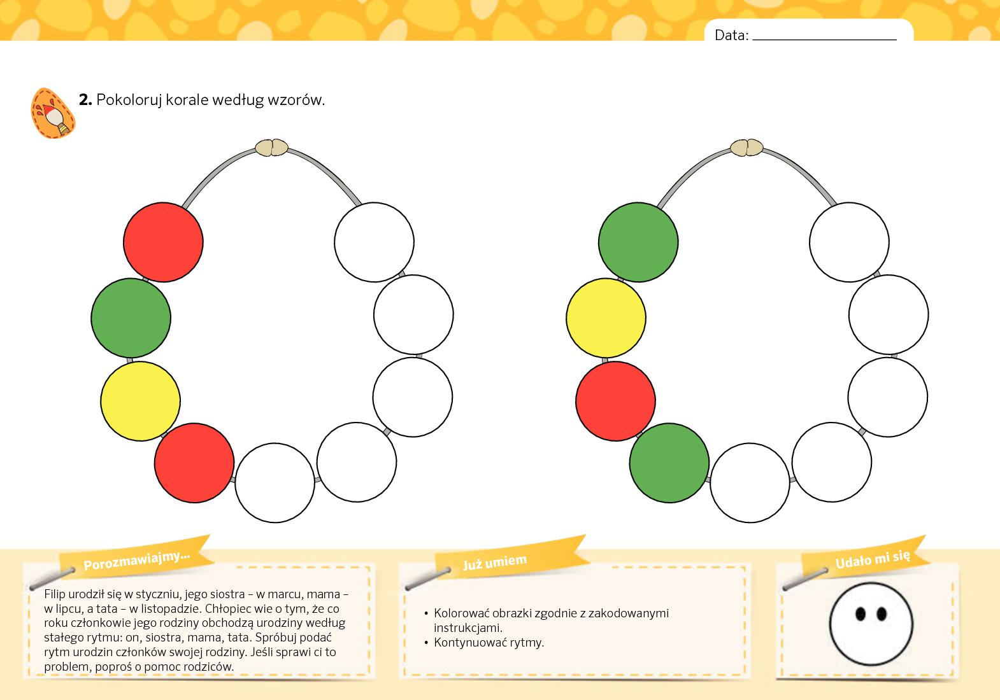 Data:
2. Pokoloruj korale według wzorów.
Porozmawiajmy...
Filip urodził się w styczniu, jego siostra – w marcu, mama –
w lipcu, a tata – w listopadzie. Chłopiec wie o tym, że co
roku członkowie jego rodziny obchodzą urodziny według
stałego rytmu: on, siostra, mama, tata. Spróbuj podać
rytm urodzin członków swojej rodziny. Jeśli sprawi ci to
problem, poproś o pomoc rodziców.
Już umiem
• Kolorować obrazki zgodnie z zakodowanymi
instrukcjami.
• Kontynuować rytmy.
Udało mi się